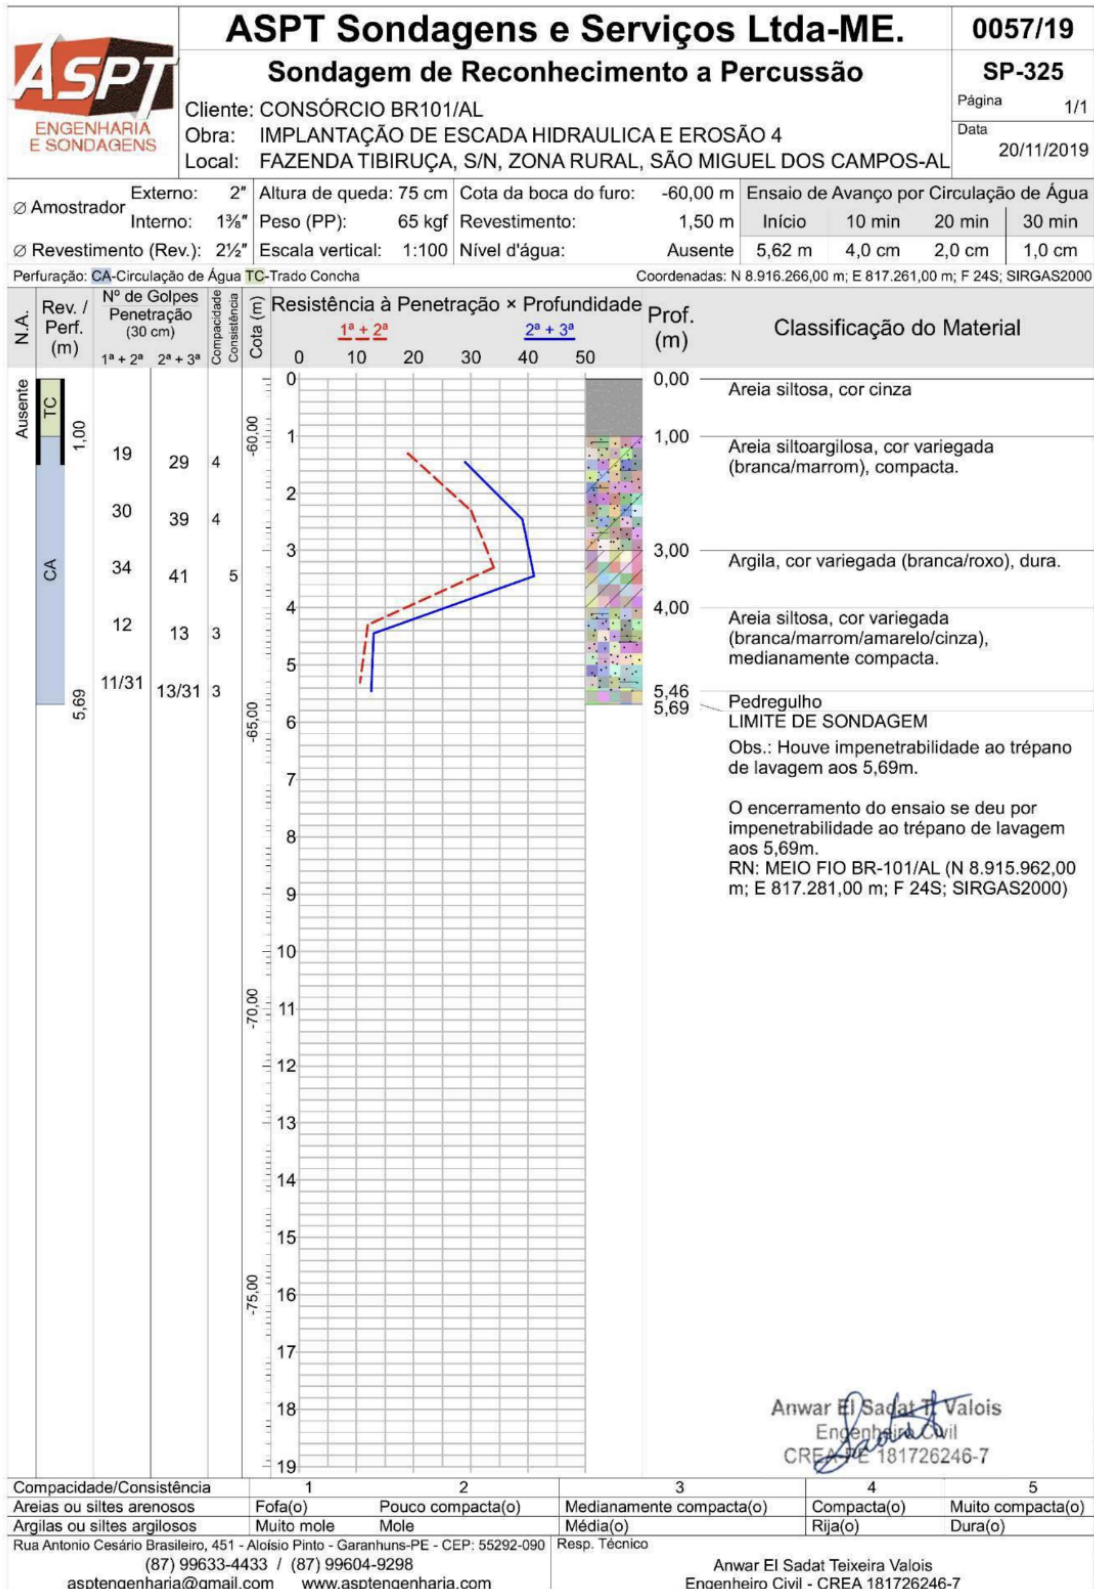 ASPT
ENGENHARIA
E SONDAGENS
ASPT Sondagens e Serviços Ltda-ME.
Sondagem de Reconhecimento a Percussão
Cliente: CONSÓRCIO BR101/AL
Obra: IMPLANTAÇÃO DE ESCADA HIDRAULICA E EROSÃO 4
Local: FAZENDA TIBIRUÇA, S/N, ZONA RURAL, SÃO MIGUEL DOS CAMPOS-AL
0057/19
SP-325
Página 1/1
Data
20/11/2019
Ø Amostrador Externo: 2"
Interno: 1⅜"
Ø Revestimento (Rev.): 2½"
Altura de queda: 75 cm
Peso (PP): 65 kgf
Escala vertical: 1:100
Cota da boca do furo: -60,00 m
Revestimento: 1,50 m
Nível d'água: Ausente
Ensaio de Avanço por Circulação de Água
Início 10 min 20 min 30 min
5,62 m 4,0 cm 2,0 cm 1,0 cm
Perfuração: CA-Circulação de Água TC-Trado Concha
Coordenadas: N 8.916.266,00 m; E 817.261,00 m; F 24S; SIRGAS2000
N.A.
Rev. /
Perf.
(m)
Nº de Golpes
Penetração
(30 cm)
1ª + 2ª 2ª + 3ª
Compacidade
Consistência
Cota (m)
Resistência à Penetração × Profundidade
1ª + 2ª 2ª + 3ª
0 10 20 30 40 50
Prof.
(m)
Classificação do Material
Ausente
TC
1,00
CA
5,69
19 29 4
30 39 4
34 41 5
12 13 3
11/31 13/31 3
-60,00
-65,00
-70,00
-75,00
0
1
2
3
4
5
6
7
8
9
10
11
12
13
14
15
16
17
18
19
0,00
Areia siltosa, cor cinza
1,00
Areia siltoargilosa, cor variegada
(branca/marrom), compacta.
3,00
Argila, cor variegada (branca/roxo), dura.
4,00
Areia siltosa, cor variegada
(branca/marrom/amarelo/cinza),
medianamente compacta.
5,46
5,69
Pedregulho
LIMITE DE SONDAGEM
Obs.: Houve impenetrabilidade ao trépano
de lavagem aos 5,69m.
O encerramento do ensaio se deu por
impenetrabilidade ao trépano de lavagem
aos 5,69m.
RN: MEIO FIO BR-101/AL (N 8.915.962,00
m; E 817.281,00 m; F 24S; SIRGAS2000)
Anwar El Sadat T. Valois
Engenheiro Civil
CREA-PE 181726246-7
Compacidade/Consistência 1 2 3 4 5
Areias ou siltes arenosos Fofa(o) Pouco compacta(o) Medianamente compacta(o) Compacta(o) Muito compacta(o)
Argilas ou siltes argilosos Muito mole Mole Média(o) Rija(o) Dura(o)
Rua Antonio Cesário Brasileiro, 451 - Aloísio Pinto - Garanhuns-PE - CEP: 55292-090
(87) 99633-4433 / (87) 99604-9298
asptengenharia@gmail.com www.asptengenharia.com
Resp. Técnico
Anwar El Sadat Teixeira Valois
Engenheiro Civil - CREA 181726246-7